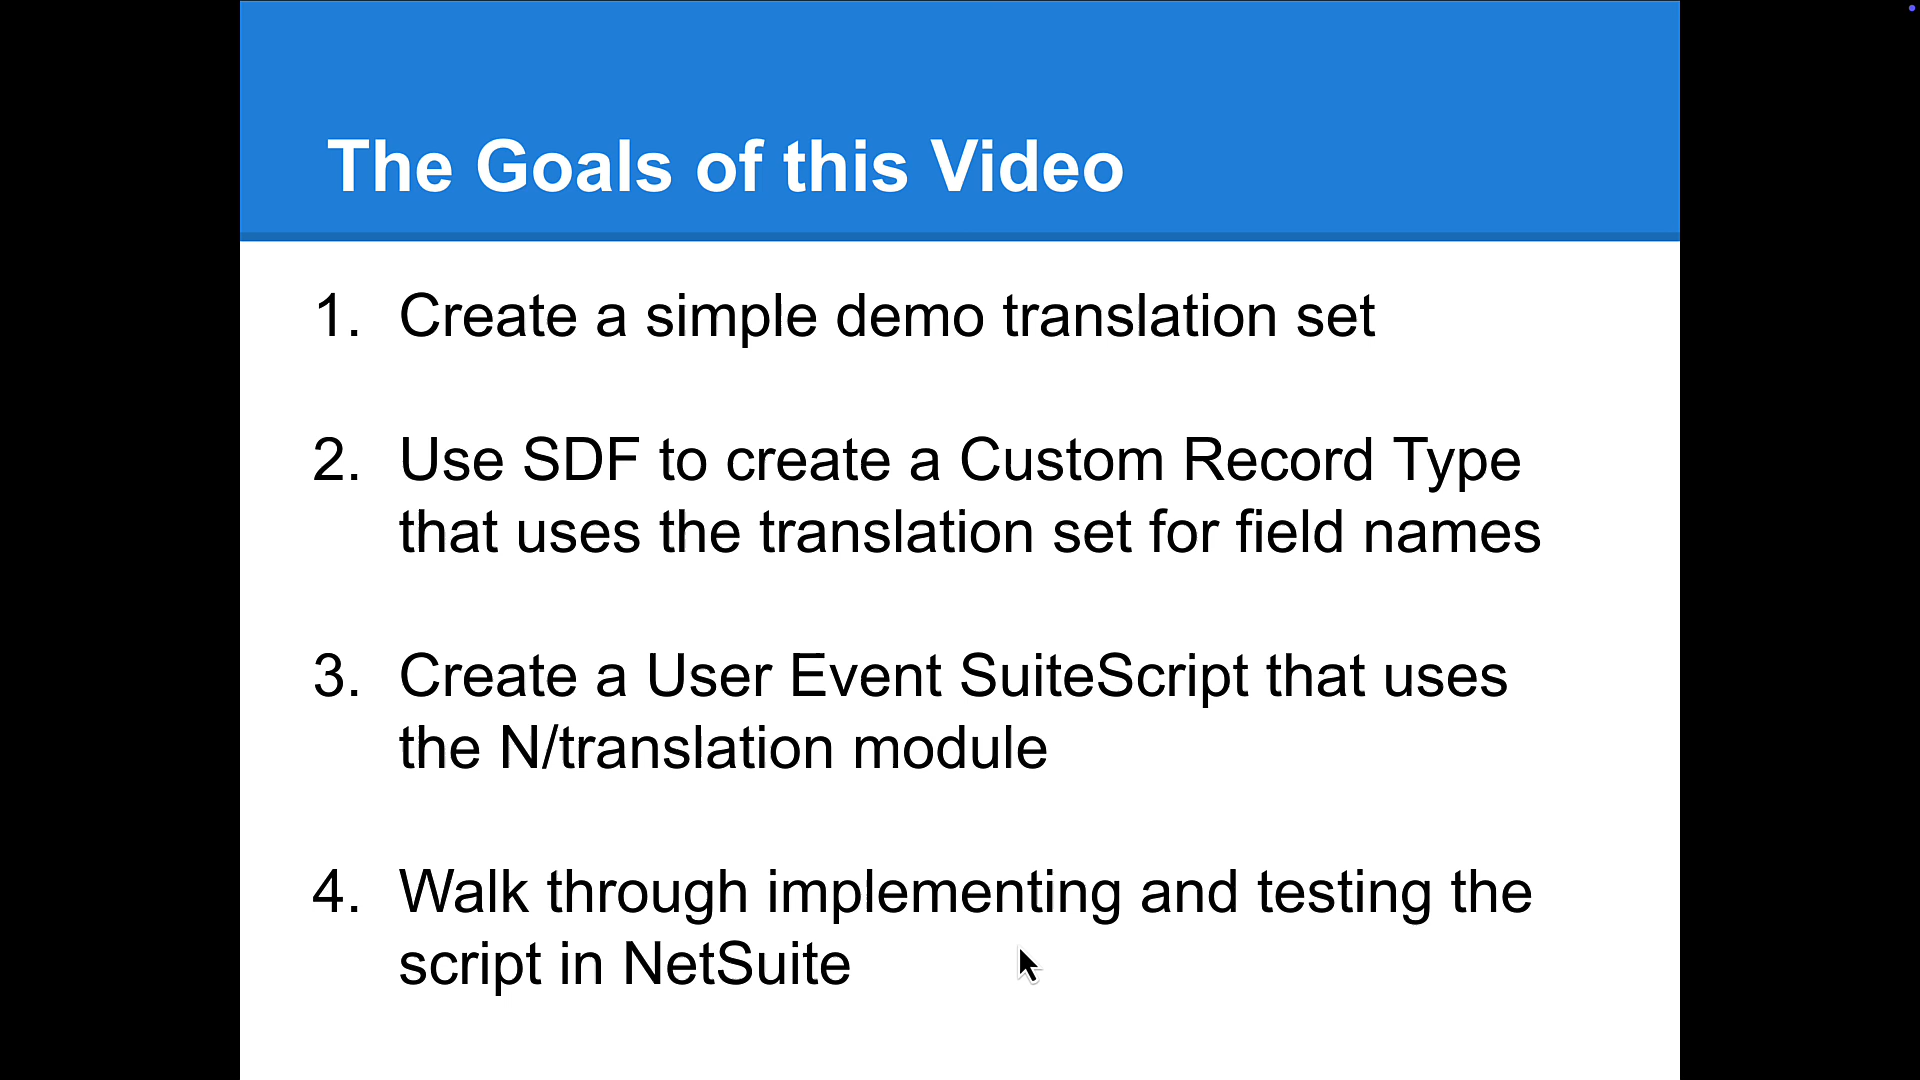 The Goals of this Video
1. Create a simple demo translation set
2. Use SDF to create a Custom Record Type
that uses the translation set for field names
3. Create a User Event SuiteScript that uses
the N/translation module
4. Walk through implementing and testing the
script in NetSuite